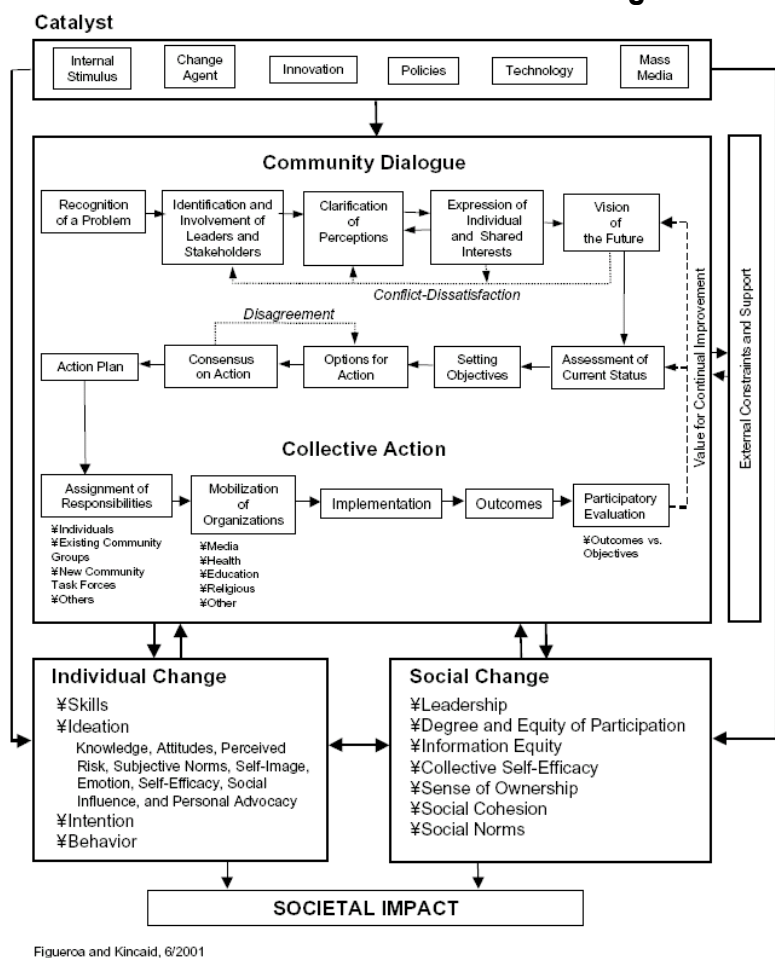 Catalyst
Internal
Stimulus
Change
Agent
Innovation
Policies
Technology
Mass
Media
Community Dialogue
Recognition
of a Problem
Identification and
Involvement of
Leaders and
Stakeholders
Clarification
of
Perceptions
Expression of
Individual
and Shared
Interests
Vision
of
the Future
Conflict-Dissatisfaction
Disagreement
Action Plan
Consensus
on Action
Options for
Action
Setting
Objectives
Assessment of
Current Status
Value for Continual Improvement
External Constraints and Support
Collective Action
Assignment of
Responsibilities
¥Individuals
¥Existing Community
Groups
¥New Community
Task Forces
¥Others
Mobilization
of
Organizations
¥Media
¥Health
¥Education
¥Religious
¥Other
Implementation
Outcomes
Participatory
Evaluation
¥Outcomes vs.
Objectives
Individual Change
¥Skills
¥Ideation
Knowledge, Attitudes, Perceived
Risk, Subjective Norms, Self-Image,
Emotion, Self-Efficacy, Social
Influence, and Personal Advocacy
¥Intention
¥Behavior
Social Change
¥Leadership
¥Degree and Equity of Participation
¥Information Equity
¥Collective Self-Efficacy
¥Sense of Ownership
¥Social Cohesion
¥Social Norms
SOCIETAL IMPACT
Figueroa and Kincaid, 6/2001